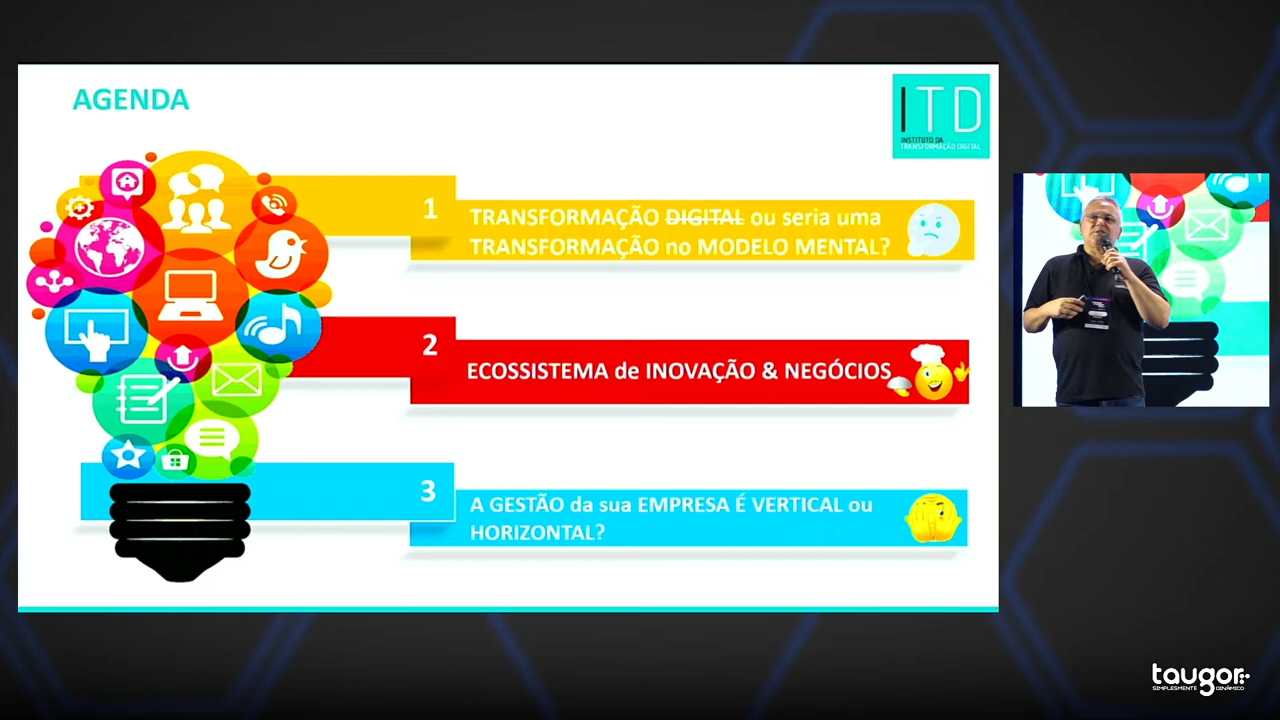 AGENDA
ITD
INSTITUTO DA
TRANSFORMAÇÃO DIGITAL
1
TRANSFORMAÇÃO DIGITAL ou seria uma
TRANSFORMAÇÃO no MODELO MENTAL?
2
ECOSSISTEMA de INOVAÇÃO & NEGÓCIOS
3
A GESTÃO da sua EMPRESA É VERTICAL ou
HORIZONTAL?
taugor
SIMPLESMENTE DINÂMICO